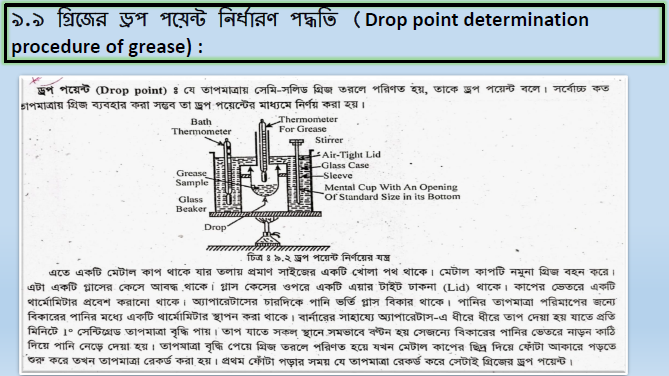 ৯.৯ গ্রিজের ড্রপ পয়েন্ট নির্ধারণ পদ্ধতি ( Drop point determination
procedure of grease) :
ড্রপ পয়েন্ট (Drop point) ঃ যে তাপমাত্রায় সেমি-সলিড গ্রিজ তরলে পরিণত হয়, তাকে ড্রপ পয়েন্ট বলে। সর্বোচ্চ কত
তাপমাত্রায় গ্রিজ ব্যবহার করা সম্ভব তা ড্রপ পয়েন্টের মাধ্যমে নির্ণয় করা হয়।
Bath
Thermometer
Thermometer
For Grease
Stirrer
Air-Tight Lid
Glass Case
Sleeve
Mental Cup With An Opening
Of Standard Size in its Bottom
Grease
Sample
Glass
Beaker
Drop
চিত্র ঃ ৯.২ ড্রপ পয়েন্ট নির্ণয়ের যন্ত্র
এতে একটি মেটাল কাপ থাকে যার তলায় প্রমাণ সাইজের একটি খোলা পথ থাকে। মেটাল কাপটি নমুনা গ্রিজ বহন করে।
এটা একটি গ্লাসের কেসে আবদ্ধ থাকে। গ্লাস কেসের ওপরে একটি এয়ার টাইট ঢাকনা (Lid) থাকে। কাপের ভেতরে একটি
থার্মোমিটার প্রবেশ করানো থাকে। অ্যাপারেটাসের চারদিকে পানি ভর্তি গ্লাস বিকার থাকে। পানির তাপমাত্রা পরিমাপের জন্যে
বিকারের পানির মধ্যে একটি থার্মোমিটার স্থাপন করা থাকে। বার্নারের সাহায্যে অ্যাপারেটাস-এ ধীরে ধীরে তাপ দেয়া হয় যাতে প্রতি
মিনিটে 1° সেন্টিগ্রেড তাপমাত্রা বৃদ্ধি পায়। তাপ যাতে সকল স্থানে সমভাবে বণ্টন হয় সেজন্যে বিকারের পানির ভেতরে নাড়ন কাঠি
দিয়ে পানি নেড়ে দেয়া হয়। তাপমাত্রা বৃদ্ধি পেয়ে গ্রিজ তরলে পরিণত হয়ে যখন মেটাল কাপের ছিদ্র দিয়ে ফোঁটা আকারে পড়তে
শুরু করে তখন তাপমাত্রা রেকর্ড করা হয়। প্রথম ফোঁটা পড়ার সময় যে তাপমাত্রা রেকর্ড করে সেটাই গ্রিজের ড্রপ পয়েন্ট।